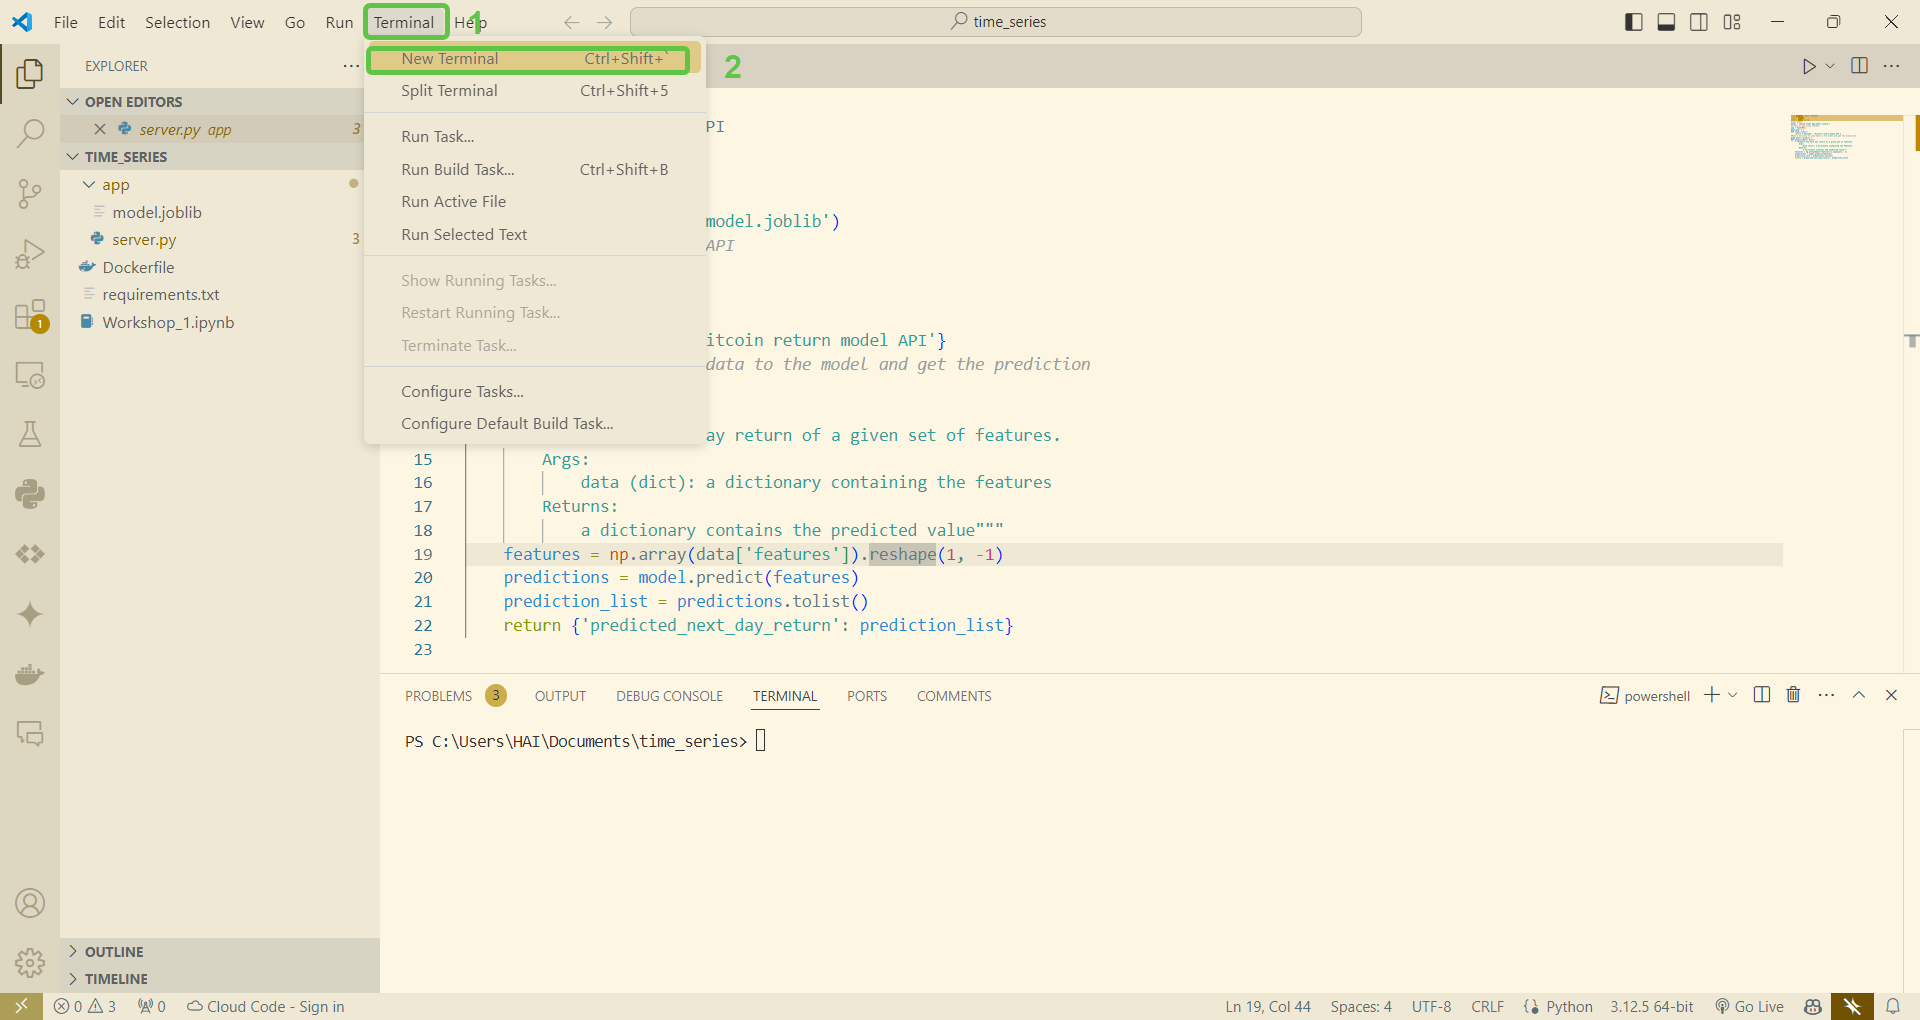 File Edit Selection View Go Run Terminal Help 1 time_series
EXPLORER ···
OPEN EDITORS
server.py app 3
TIME_SERIES
app
model.joblib
server.py 3
Dockerfile
requirements.txt
Workshop_1.ipynb
OUTLINE
TIMELINE
New Terminal Ctrl+Shift+` 2
Split Terminal Ctrl+Shift+5
Run Task...
Run Build Task... Ctrl+Shift+B
Run Active File
Run Selected Text
Show Running Tasks...
Restart Running Task...
Terminate Task...
Configure Tasks...
Configure Default Build Task...
PI
model.joblib')
API
itcoin return model API'}
data to the model and get the prediction
ay return of a given set of features.
15 Args:
16 data (dict): a dictionary containing the features
17 Returns:
18 a dictionary contains the predicted value"""
19 features = np.array(data['features']).reshape(1, -1)
20 predictions = model.predict(features)
21 prediction_list = predictions.tolist()
22 return {'predicted_next_day_return': prediction_list}
23
PROBLEMS 3 OUTPUT DEBUG CONSOLE TERMINAL PORTS COMMENTS powershell
PS C:\Users\HAI\Documents\time_series>
1
0 3 0 Cloud Code - Sign in Ln 19, Col 44 Spaces: 4 UTF-8 CRLF Python 3.12.5 64-bit Go Live